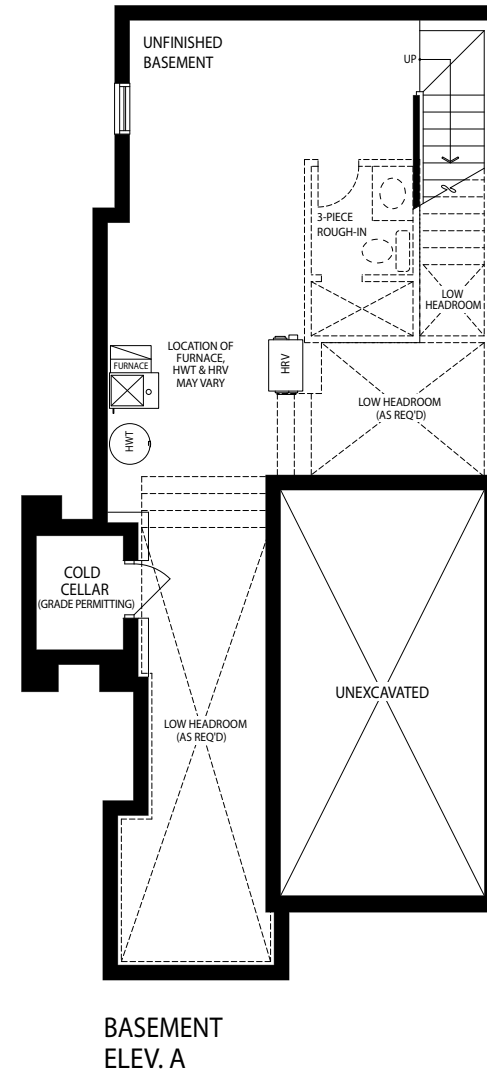 UNFINISHED
BASEMENT
UP
3-PIECE
ROUGH-IN
LOW
HEADROOM
LOCATION OF
FURNACE,
HWT & HRV
MAY VARY
FURNACE
HRV
HWT
LOW HEADROOM
(AS REQ'D)
COLD
CELLAR
(GRADE PERMITTING)
UNEXCAVATED
LOW HEADROOM
(AS REQ'D)
BASEMENT
ELEV. A